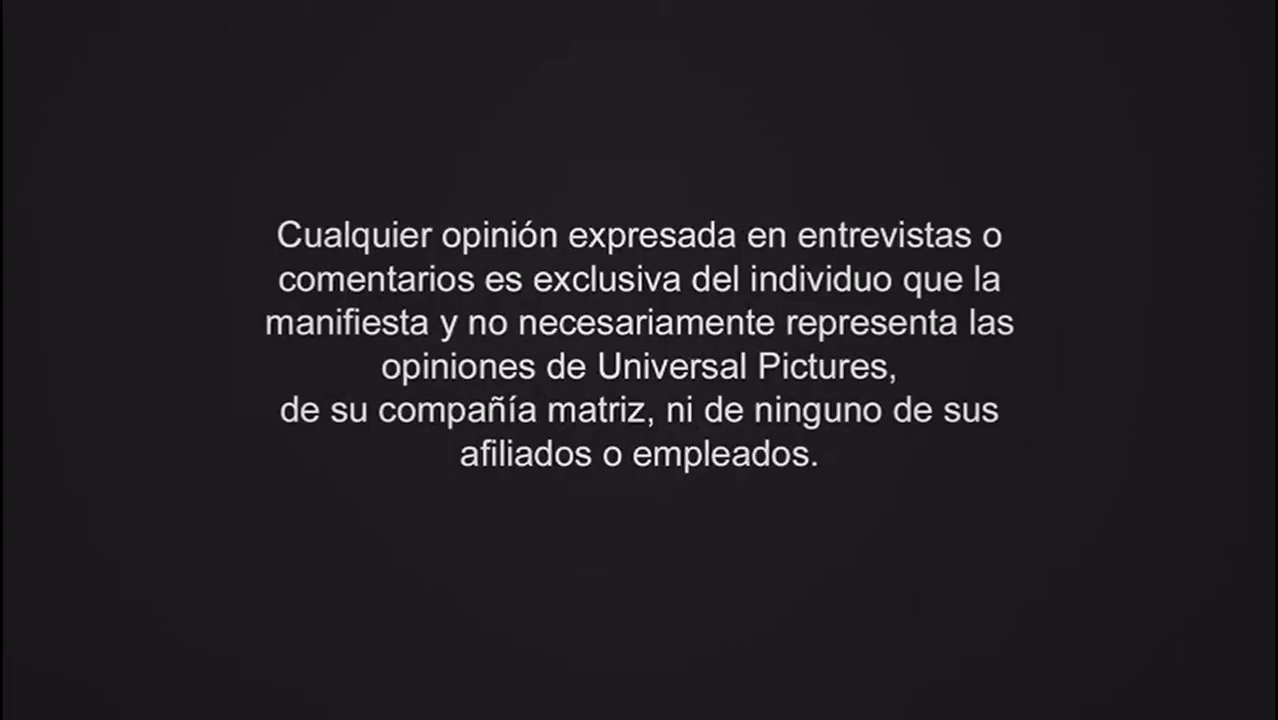 Cualquier opinión expresada en entrevistas o
comentarios es exclusiva del individuo que la
manifiesta y no necesariamente representa las
opiniones de Universal Pictures,
de su compañía matriz, ni de ninguno de sus
afiliados o empleados.